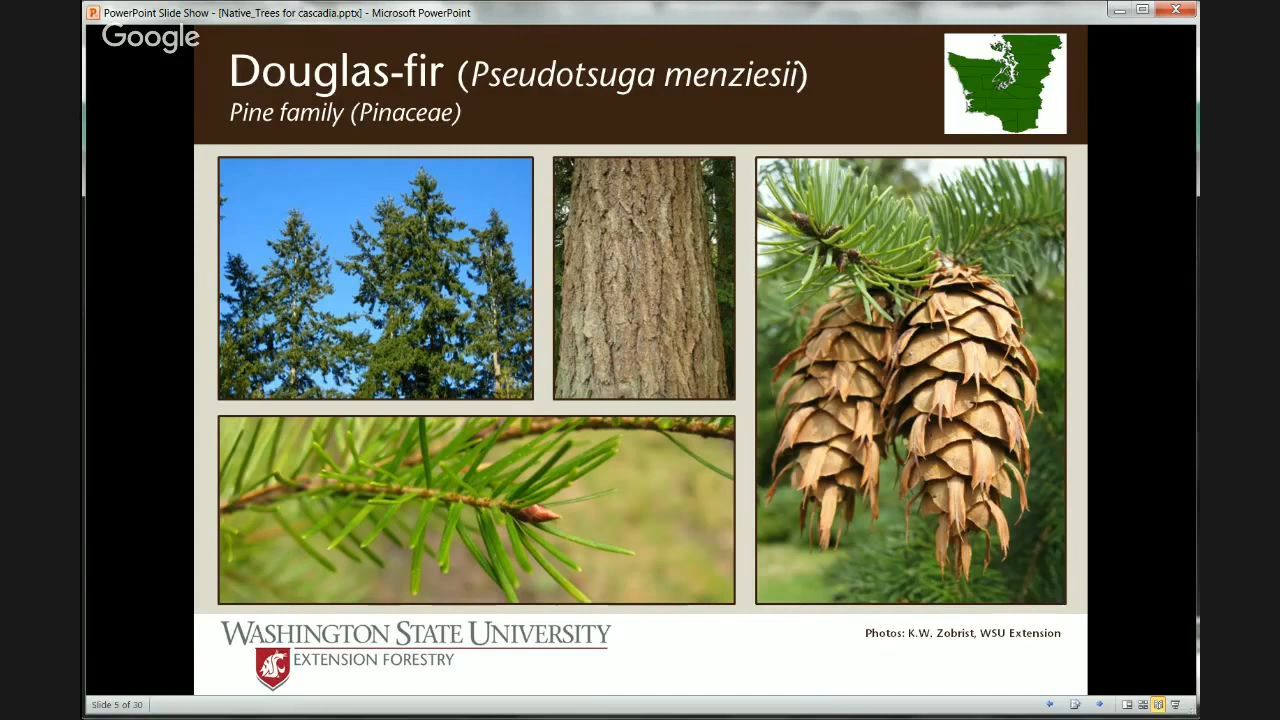 PowerPoint Slide Show - [Native_Trees for cascadia.pptx] - Microsoft PowerPoint
Google
Douglas-fir (Pseudotsuga menziesii)
Pine family (Pinaceae)
WASHINGTON STATE UNIVERSITY
EXTENSION FORESTRY
Photos: K.W. Zobrist, WSU Extension
Slide 5 of 30